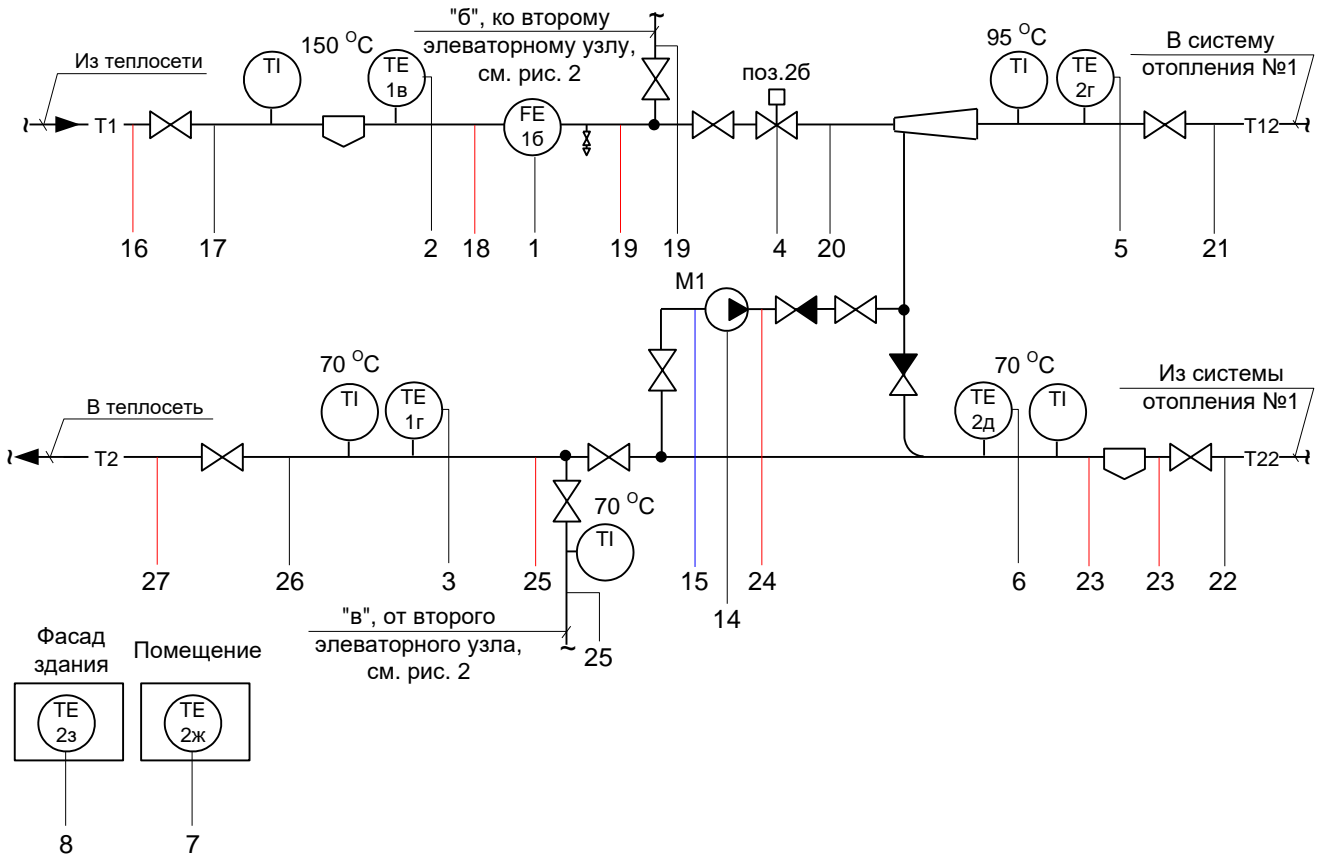 "б", ко второму
элеваторному узлу,
см. рис. 2
Из теплосети
TI
150 °C
TE
1в
FE
1б
поз.2б
95 °C
TI
TE
2г
В систему
отопления №1
T1
T12
16
17
2
18
1
19
19
4
20
5
21
M1
В теплосеть
70 °C
TI
TE
1г
TE
2д
70 °C
TI
Из системы
отопления №1
T2
T22
70 °C
TI
27
26
3
25
15
24
14
6
23
23
22
"в", от второго
элеваторного узла,
см. рис. 2
25
Фасад
здания
Помещение
TE
2з
TE
2ж
8
7